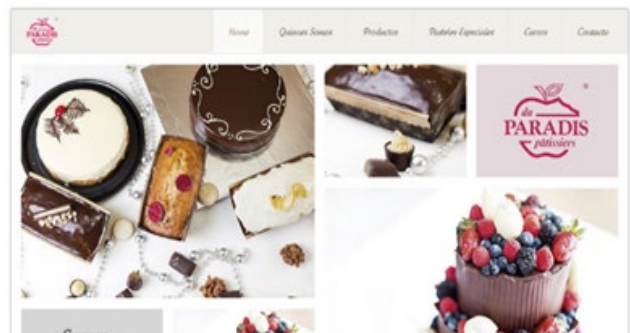 PARADIS
Home
Quienes Somos
Productos
Pasteles Especiales
Cursos
Contacto
du
PARADIS
pâtissiers